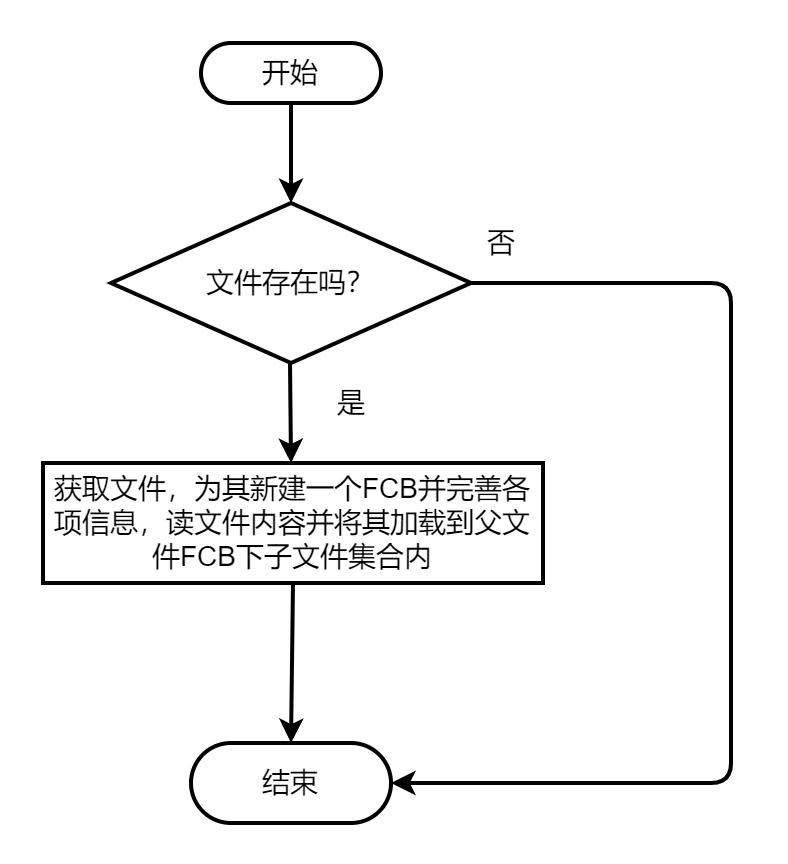 开始
文件存在吗？
否
是
获取文件，为其新建一个FCB并完善各
项信息，读文件内容并将其加载到父文
件FCB下子文件集合内
结束